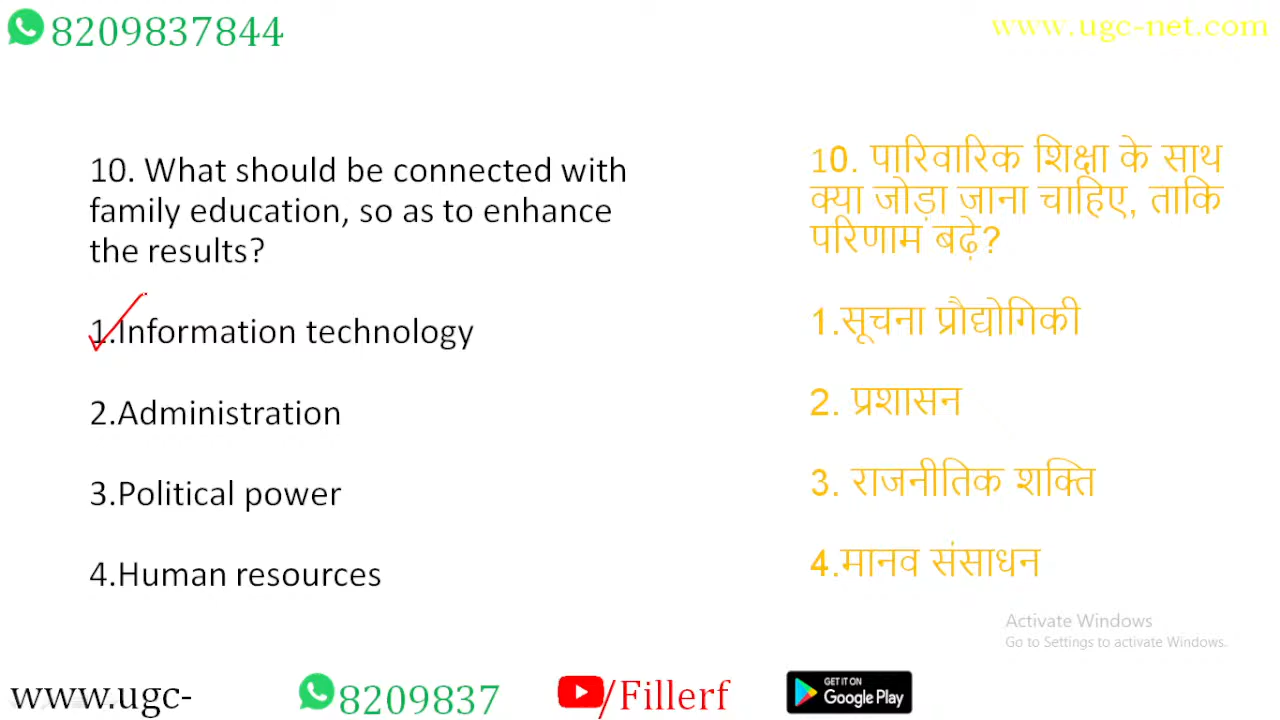 8209837844
www.ugc-net.com
10. What should be connected with
family education, so as to enhance
the results?
1.Information technology
2.Administration
3.Political power
4.Human resources
10. पारिवारिक शिक्षा के साथ
क्या जोड़ा जाना चाहिए, ताकि
परिणाम बढ़े?
1.सूचना प्रौद्योगिकी
2. प्रशासन
3. राजनीतिक शक्ति
4.मानव संसाधन
Activate Windows
Go to Settings to activate Windows.
www.ugc-
8209837
/Fillerf
GET IT ON
Google Play